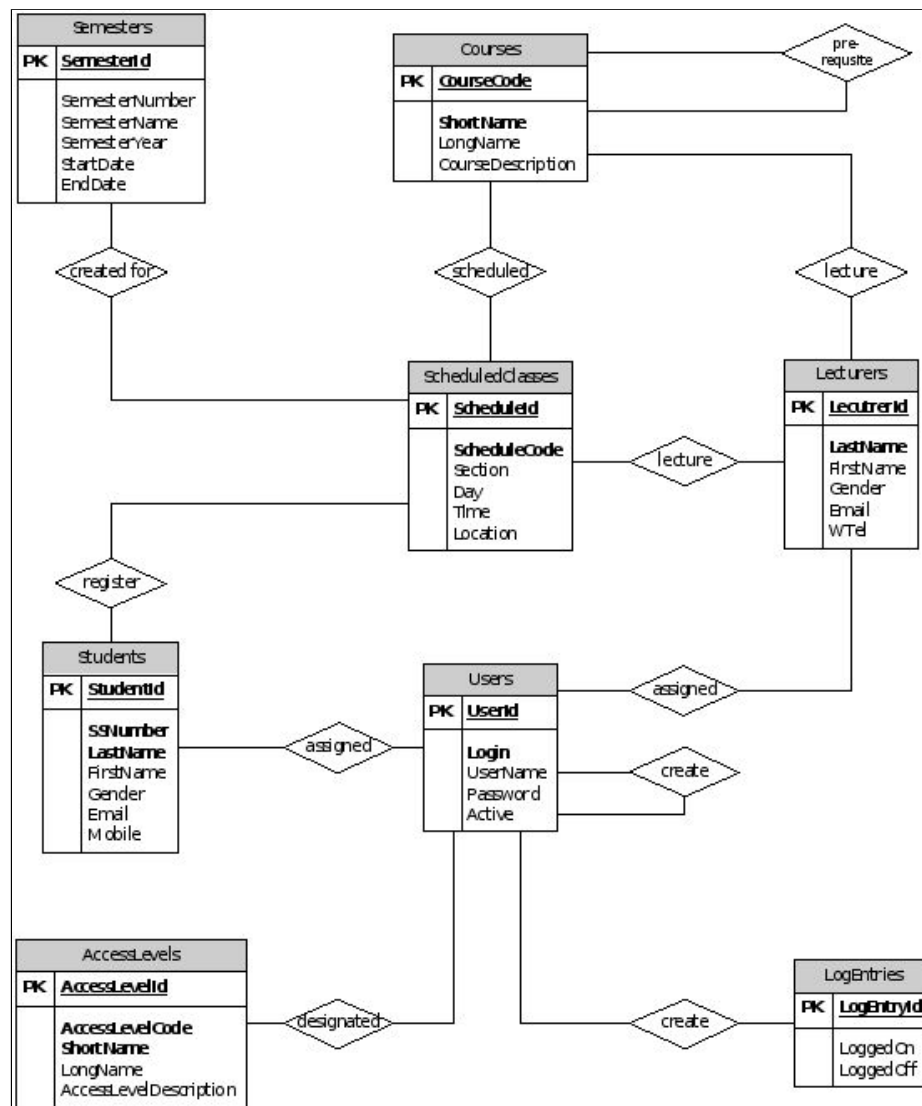 Semesters
PK SemesterId
SemesterNumber
SemesterName
SemesterYear
StartDate
EndDate
Courses
PK CourseCode
ShortName
LongName
CourseDescription
pre-
requsite
created for
scheduled
lecture
ScheduledClasses
PK ScheduleId
ScheduleCode
Section
Day
Time
Location
lecture
Lecturers
PK LecutrerId
LastName
FirstName
Gender
Email
WTel
register
Students
PK StudentId
SSNumber
LastName
FirstName
Gender
Email
Mobile
assigned
Users
PK UserId
Login
UserName
Password
Active
assigned
create
AccessLevels
PK AccessLevelId
AccessLevelCode
ShortName
LongName
AccessLevelDescription
designated
create
LogEntries
PK LogEntryId
LoggedOn
LoggedOff